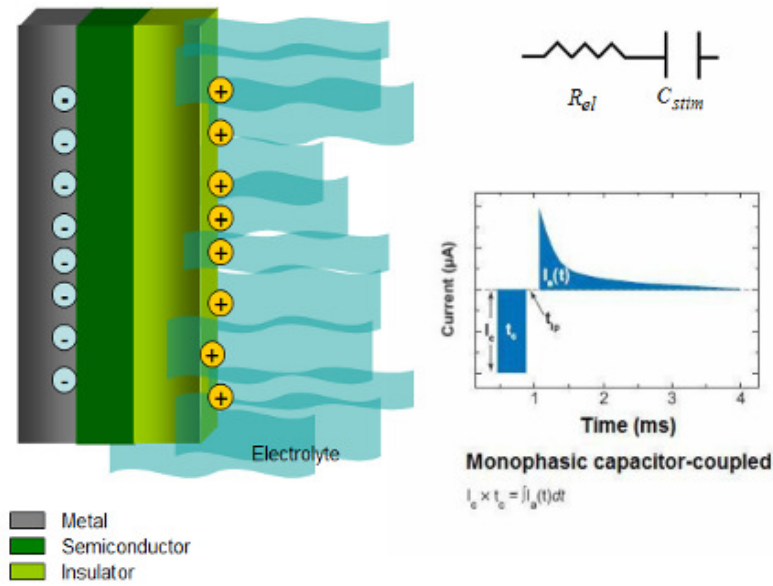 - - - - - - - -
+ + + + + + + +
Electrolyte
Metal
Semiconductor
Insulator
Rel Cstim
Current (µA)
Ia(t)
Ic
tc
tip
1 2 3 4
Time (ms)
Monophasic capacitor-coupled
Ic × tc = ∫Ia(t)dt